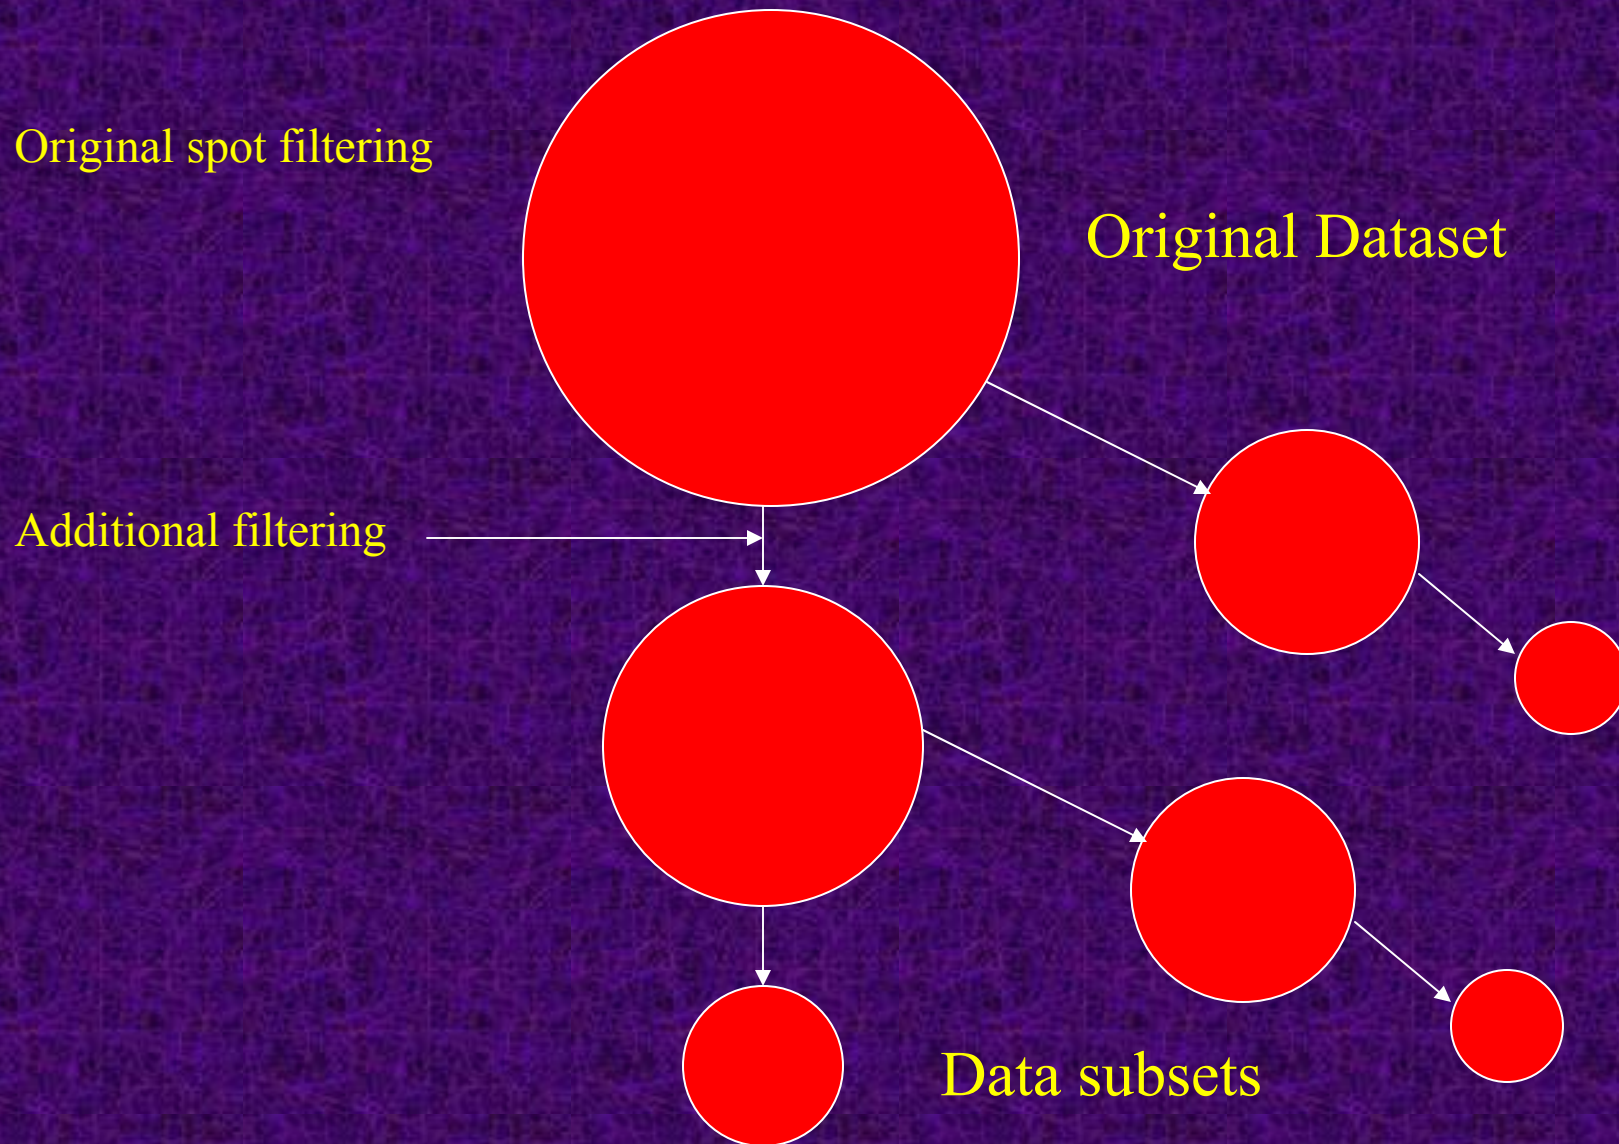 Original spot filtering
Original Dataset
Additional filtering
Data subsets